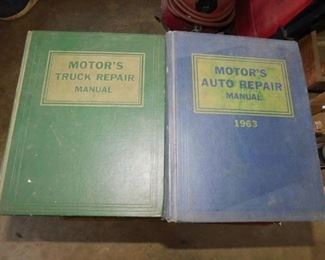 MOTOR'S
TRUCK REPAIR
MANUAL
MOTOR'S
AUTO REPAIR
MANUAL
1963